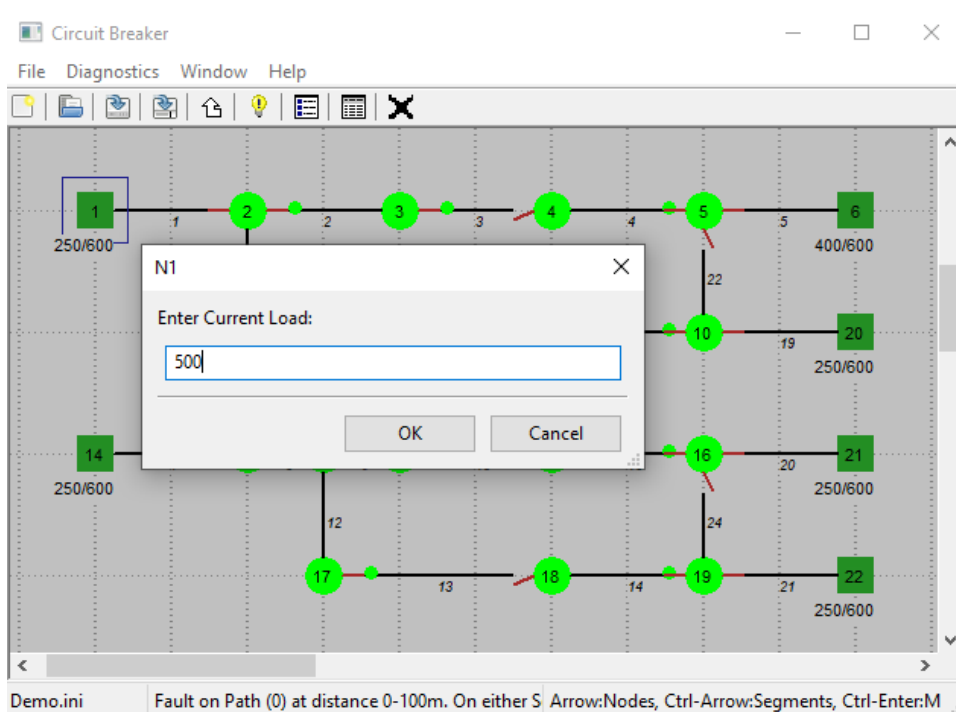 Circuit Breaker
File Diagnostics Window Help
1 1 2 2 3 3 4 4 5 5 6
250/600 400/600
N1
22
Enter Current Load:
500
10 19 20
250/600
OK Cancel
14 16 20 21
250/600 250/600
12 24
17 13 18 14 19 21 22
250/600
Demo.ini Fault on Path (0) at distance 0-100m. On either S Arrow:Nodes, Ctrl-Arrow:Segments, Ctrl-Enter:M